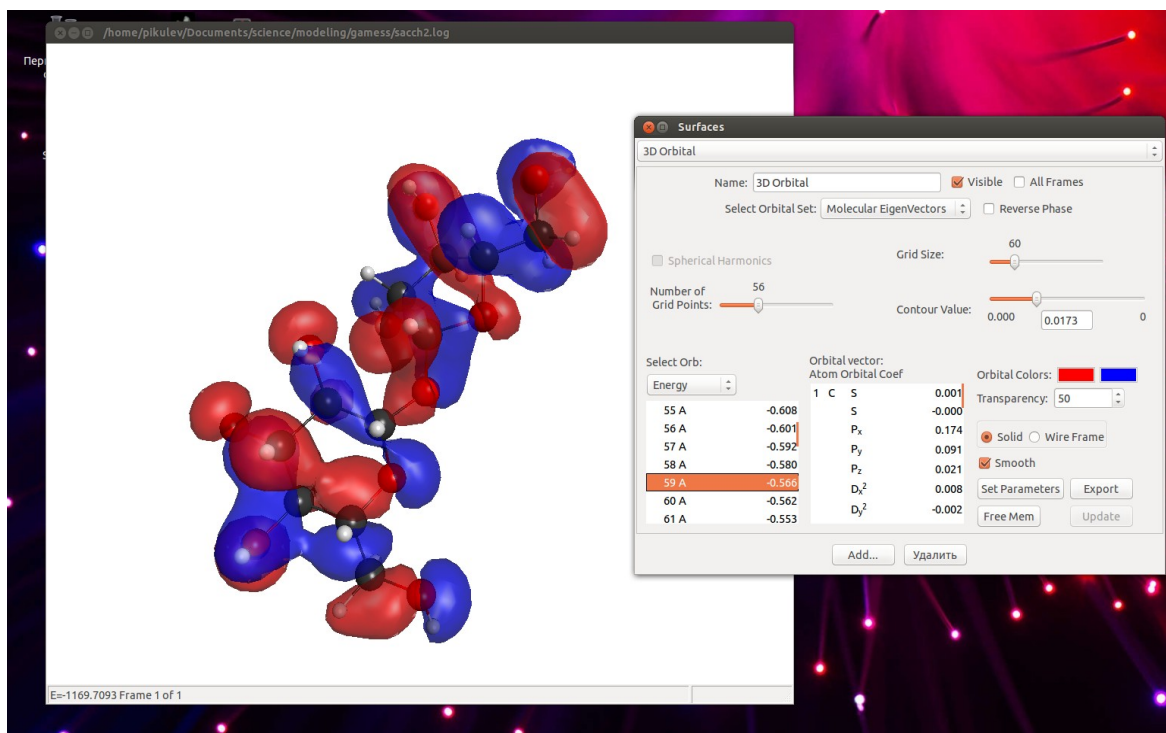 /home/pikulev/Documents/science/modeling/gamess/sacch2.log
Surfaces
3D Orbital
Name: 3D Orbital Visible All Frames
Select Orbital Set: Molecular EigenVectors Reverse Phase
Spherical Harmonics
Grid Size: 60
Number of
Grid Points: 56
Contour Value: 0.000 0.0173 0
Select Orb:
Energy
55 A -0.608
56 A -0.601
57 A -0.592
58 A -0.580
59 A -0.566
60 A -0.562
61 A -0.553
Orbital vector:
Atom Orbital Coef
1 C S 0.001
S -0.000
Px 0.174
Py 0.091
Pz 0.021
Dx² 0.008
Dy² -0.002
Orbital Colors:
Transparency: 50
Solid Wire Frame
Smooth
Set Parameters Export
Free Mem Update
Add... Удалить
E=-1169.7093 Frame 1 of 1